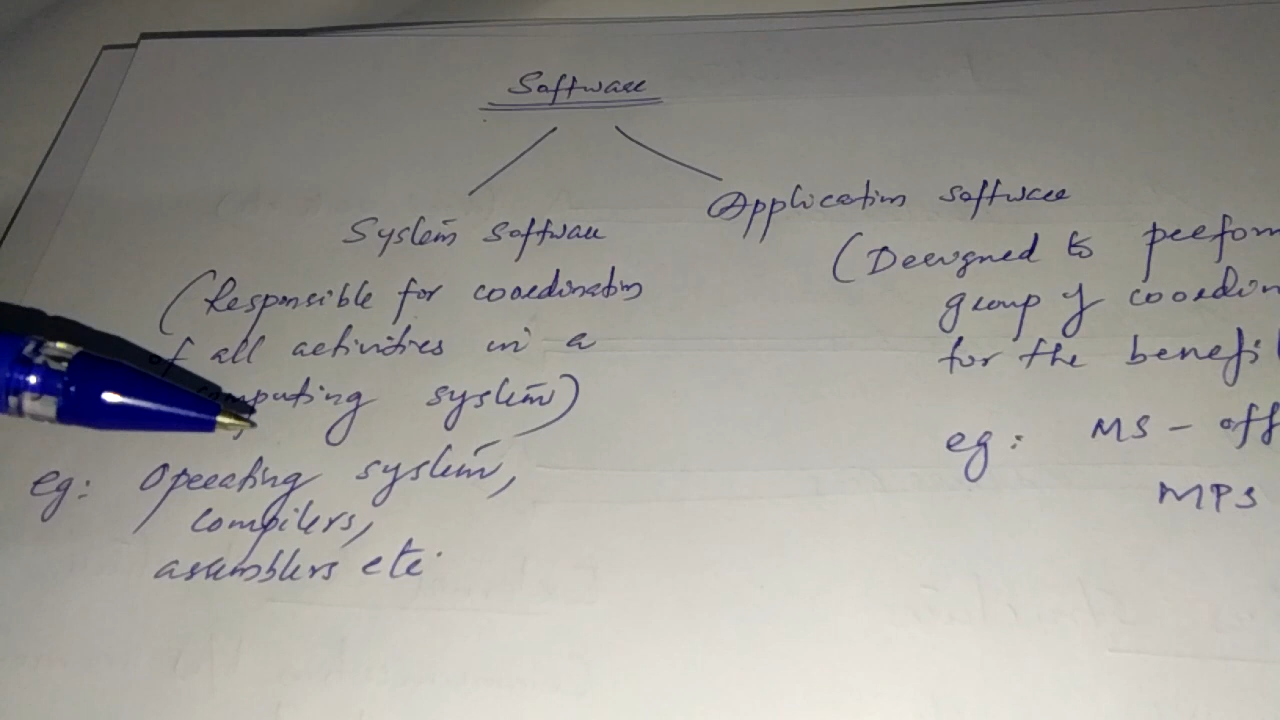 Software
System software
(Responsible for coordination
of all activities in a
computing system)
eg: Operating system,
compilers,
assemblers etc.
Application software
(Designed to perform
group of coordin
for the benefi
eg: MS - off
MPS